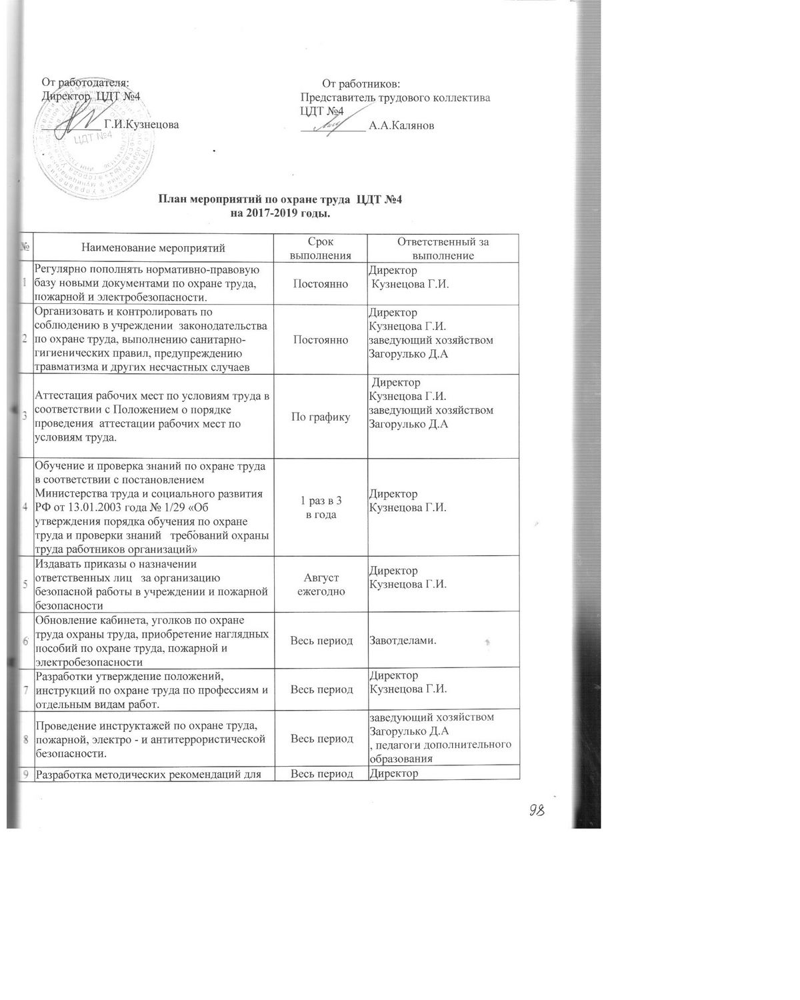 От работодателя:
Директор ЦДТ №4
____________ Г.И.Кузнецова
ЦДТ №4
От работников:
Представитель трудового коллектива
ЦДТ №4
____________ А.А.Калянов
План мероприятий по охране труда ЦДТ №4
на 2017-2019 годы.
№
Наименование мероприятий
Срок
выполнения
Ответственный за
выполнение
1
Регулярно пополнять нормативно-правовую
базу новыми документами по охране труда,
пожарной и электробезопасности.
Постоянно
Директор
Кузнецова Г.И.
2
Организовать и контролировать по
соблюдению в учреждении законодательства
по охране труда, выполнению санитарно-
гигиенических правил, предупреждению
травматизма и других несчастных случаев
Постоянно
Директор
Кузнецова Г.И.
заведующий хозяйством
Загорулько Д.А
3
Аттестация рабочих мест по условиям труда в
соответствии с Положением о порядке
проведения аттестации рабочих мест по
условиям труда.
По графику
Директор
Кузнецова Г.И.
заведующий хозяйством
Загорулько Д.А
4
Обучение и проверка знаний по охране труда
в соответствии с постановлением
Министерства труда и социального развития
РФ от 13.01.2003 года № 1/29 «Об
утверждения порядка обучения по охране
труда и проверки знаний требований охраны
труда работников организаций»
1 раз в 3
в года
Директор
Кузнецова Г.И.
5
Издавать приказы о назначении
ответственных лиц за организацию
безопасной работы в учреждении и пожарной
безопасности
Август
ежегодно
Директор
Кузнецова Г.И.
6
Обновление кабинета, уголков по охране
труда охраны труда, приобретение наглядных
пособий по охране труда, пожарной и
электробезопасности
Весь период
Завотделами.
7
Разработки утверждение положений,
инструкций по охране труда по профессиям и
отдельным видам работ.
Весь период
Директор
Кузнецова Г.И.
8
Проведение инструктажей по охране труда,
пожарной, электро - и антитеррористической
безопасности.
Весь период
заведующий хозяйством
Загорулько Д.А
, педагоги дополнительного
образования
9
Разработка методических рекомендаций для
Весь период
Директор
98